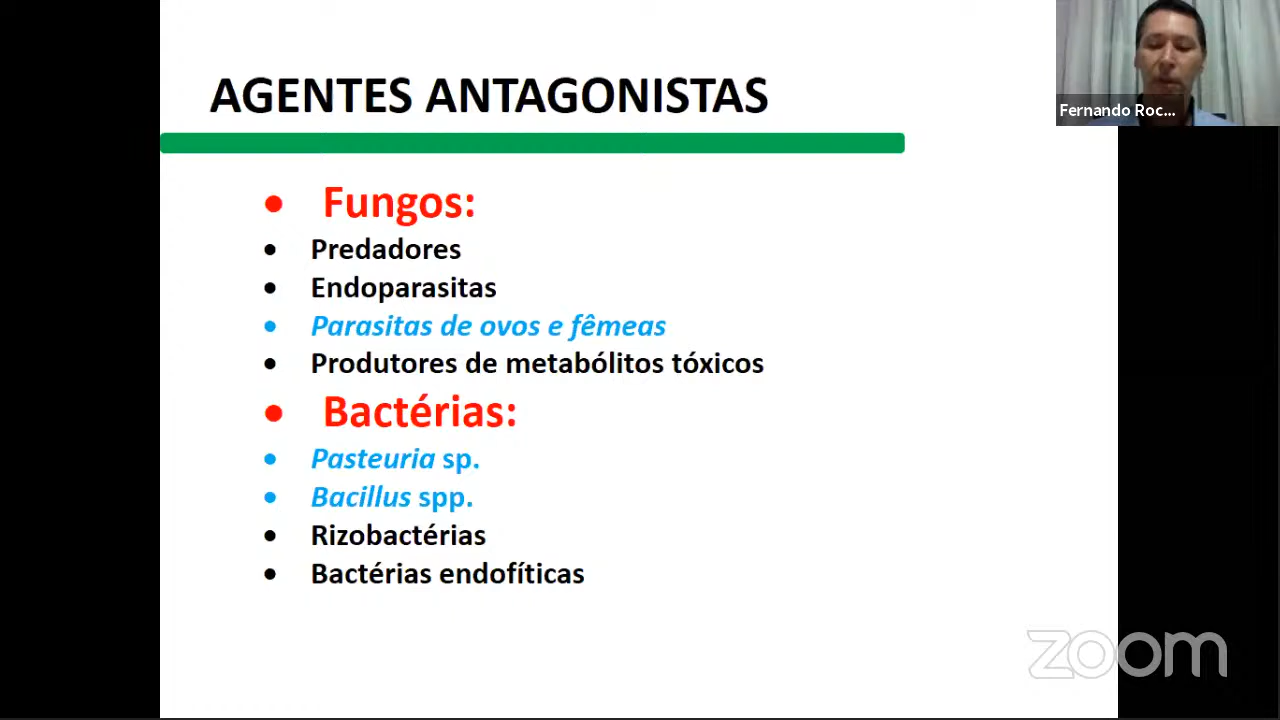 AGENTES ANTAGONISTAS
Fernando Roc...
• Fungos:
• Predadores
• Endoparasitas
• Parasitas de ovos e fêmeas
• Produtores de metabólitos tóxicos
• Bactérias:
• Pasteuria sp.
• Bacillus spp.
• Rizobactérias
• Bactérias endofíticas
zoom